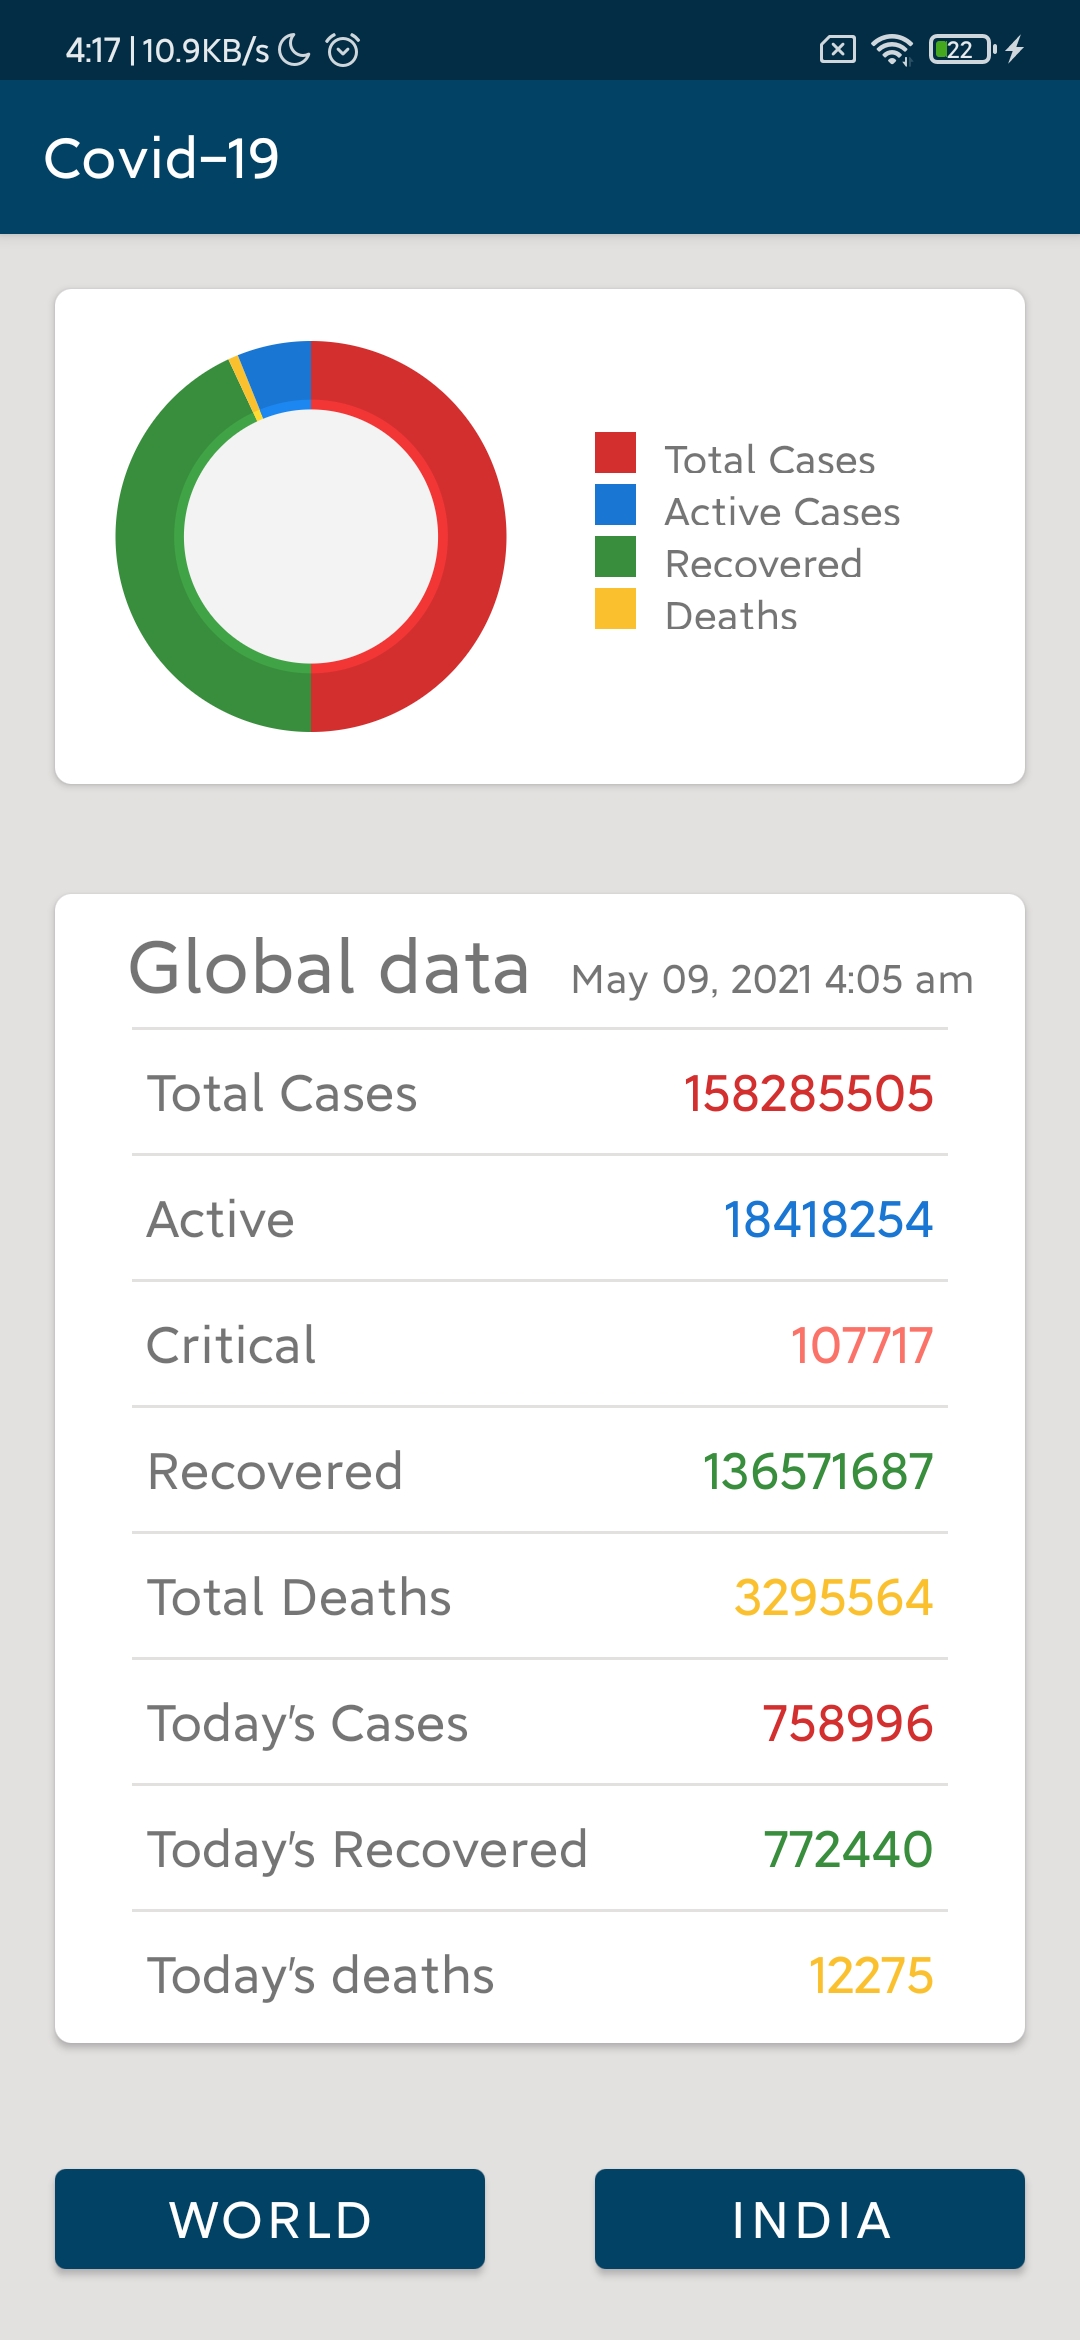 4:17 | 10.9KB/s 22
Covid-19
Total Cases
Active Cases
Recovered
Deaths
Global data May 09, 2021 4:05 am
Total Cases 158285505
Active 18418254
Critical 107717
Recovered 136571687
Total Deaths 3295564
Today's Cases 758996
Today's Recovered 772440
Today's deaths 12275
WORLD INDIA